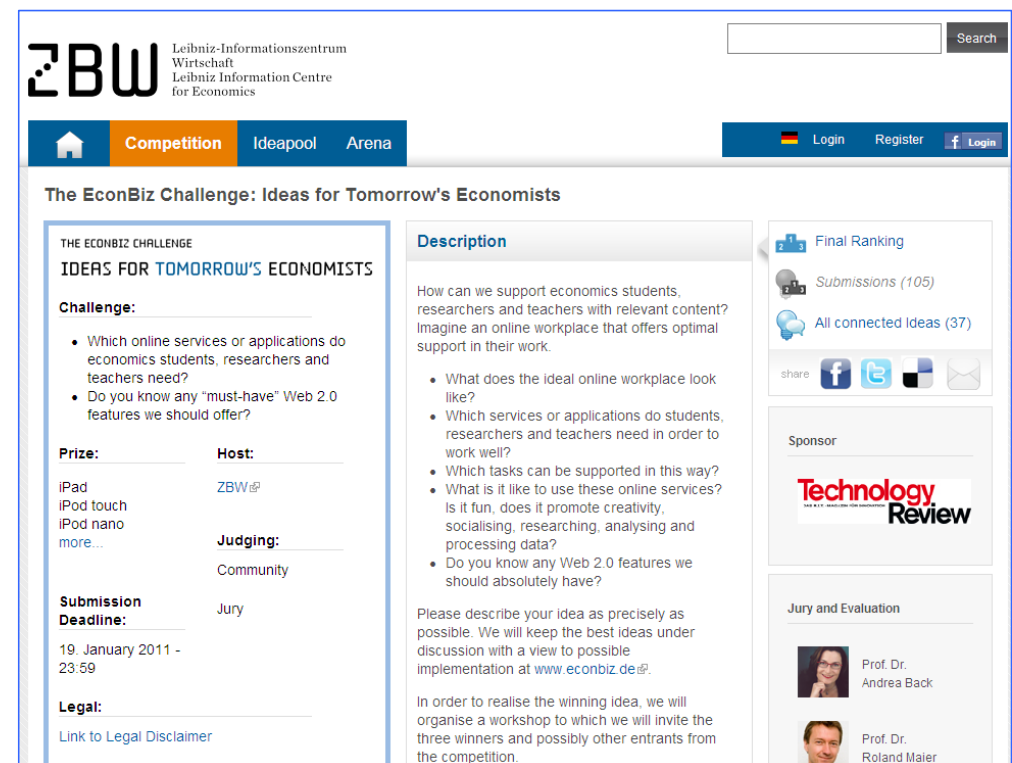 ZBW
Leibniz-Informationszentrum
Wirtschaft
Leibniz Information Centre
for Economics
Search
Competition
Ideapool
Arena
Login
Register
f Login
The EconBiz Challenge: Ideas for Tomorrow's Economists
THE ECONBIZ CHALLENGE
IDEAS FOR TOMORROW'S ECONOMISTS
Challenge:
• Which online services or applications do
economics students, researchers and
teachers need?
• Do you know any “must-have” Web 2.0
features we should offer?
Prize:
iPad
iPod touch
iPod nano
more...
Host:
ZBW
Judging:
Community
Jury
Submission
Deadline:
19. January 2011 -
23:59
Legal:
Link to Legal Disclaimer
Description
How can we support economics students,
researchers and teachers with relevant content?
Imagine an online workplace that offers optimal
support in their work.
• What does the ideal online workplace look
like?
• Which services or applications do students,
researchers and teachers need in order to
work well?
• Which tasks can be supported in this way?
• What is it like to use these online services?
Is it fun, does it promote creativity,
socialising, researching, analysing and
processing data?
• Do you know any Web 2.0 features we
should absolutely have?
Please describe your idea as precisely as
possible. We will keep the best ideas under
discussion with a view to possible
implementation at www.econbiz.de.
In order to realise the winning idea, we will
organise a workshop to which we will invite the
three winners and possibly other entrants from
the competition.
1
2 3
Final Ranking
2 3
Submissions (105)
All connected Ideas (37)
share
f
t
Sponsor
Technology
Review
Jury and Evaluation
Prof. Dr.
Andrea Back
Prof. Dr.
Roland Maier